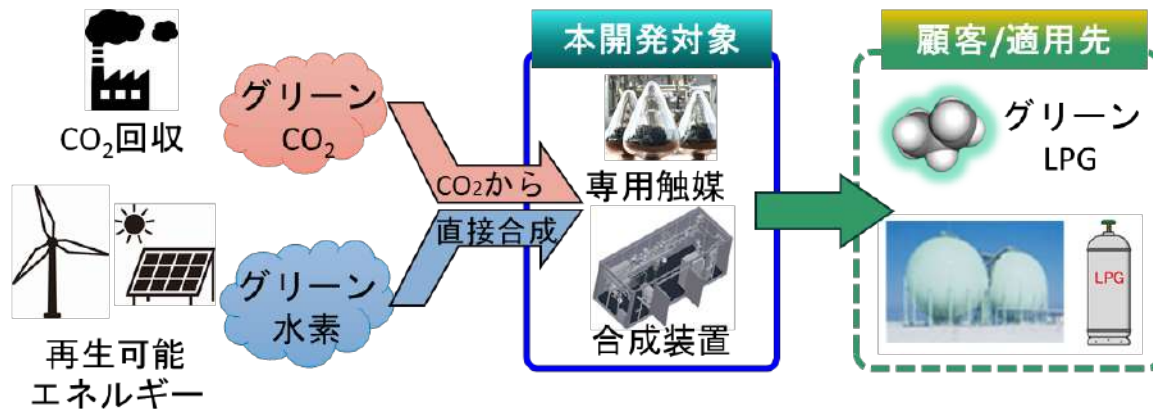 CO₂回収
再生可能
エネルギー
グリーン
CO₂
グリーン
水素
CO₂から
直接合成
本開発対象
専用触媒
合成装置
顧客/適用先
グリーン
LPG
LPG